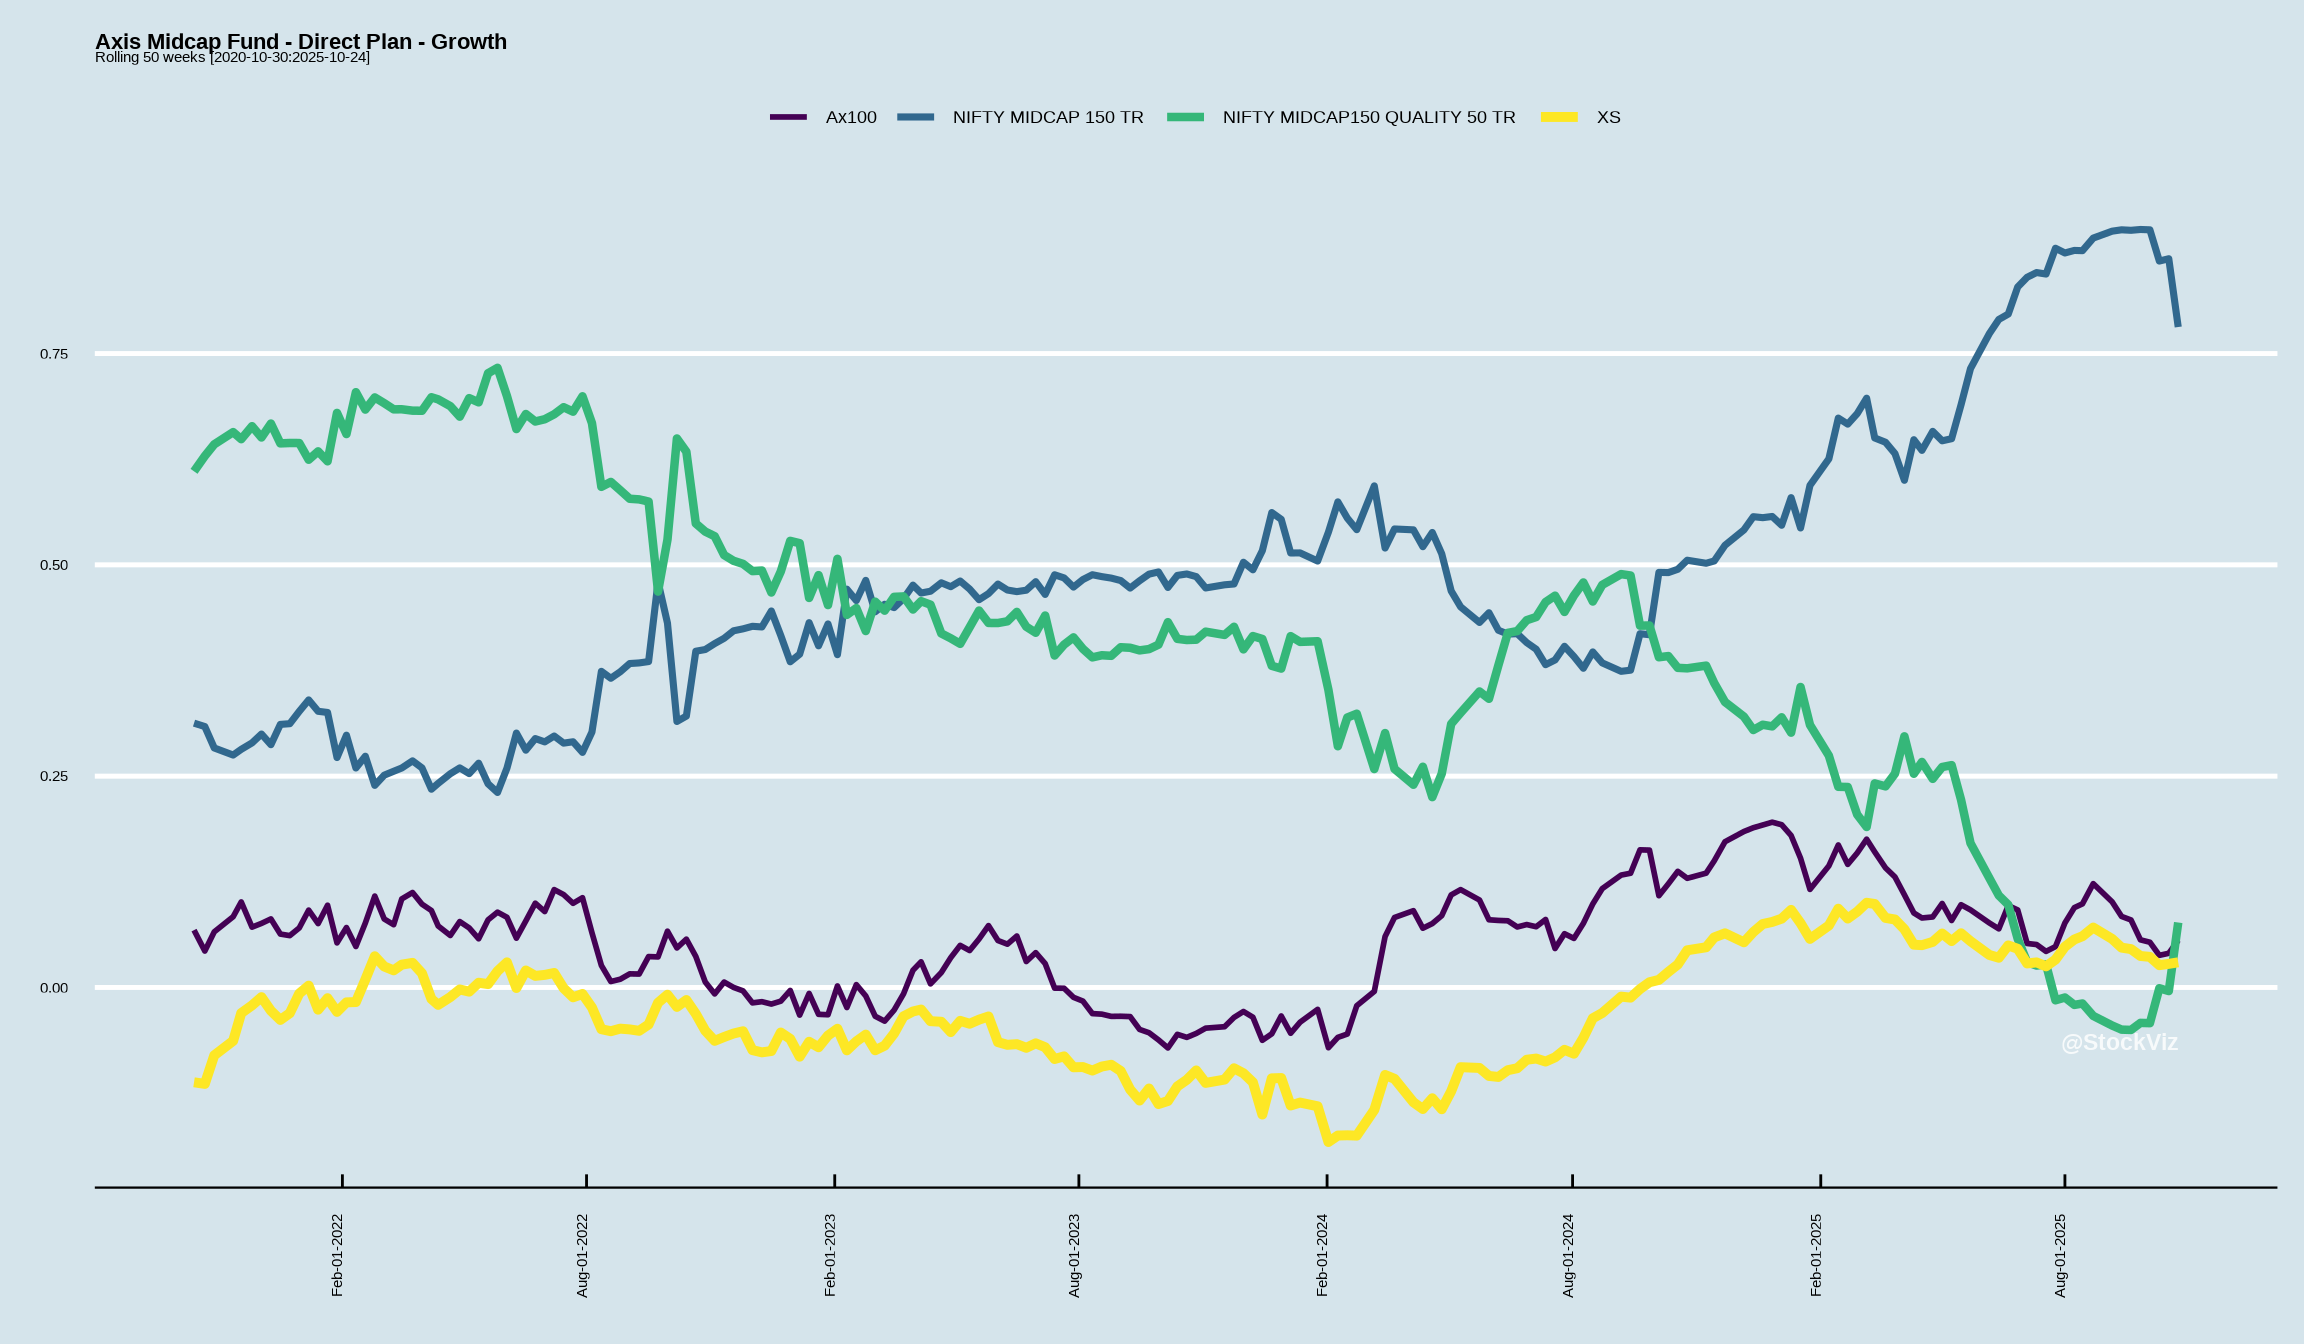 Axis Midcap Fund - Direct Plan - Growth
Rolling 50 weeks [2020-10-30:2025-10-24]
Ax100 NIFTY MIDCAP 150 TR NIFTY MIDCAP150 QUALITY 50 TR XS
0.75
0.50
0.25
0.00
@StockViz
Feb-01-2022
Aug-01-2022
Feb-01-2023
Aug-01-2023
Feb-01-2024
Aug-01-2024
Feb-01-2025
Aug-01-2025